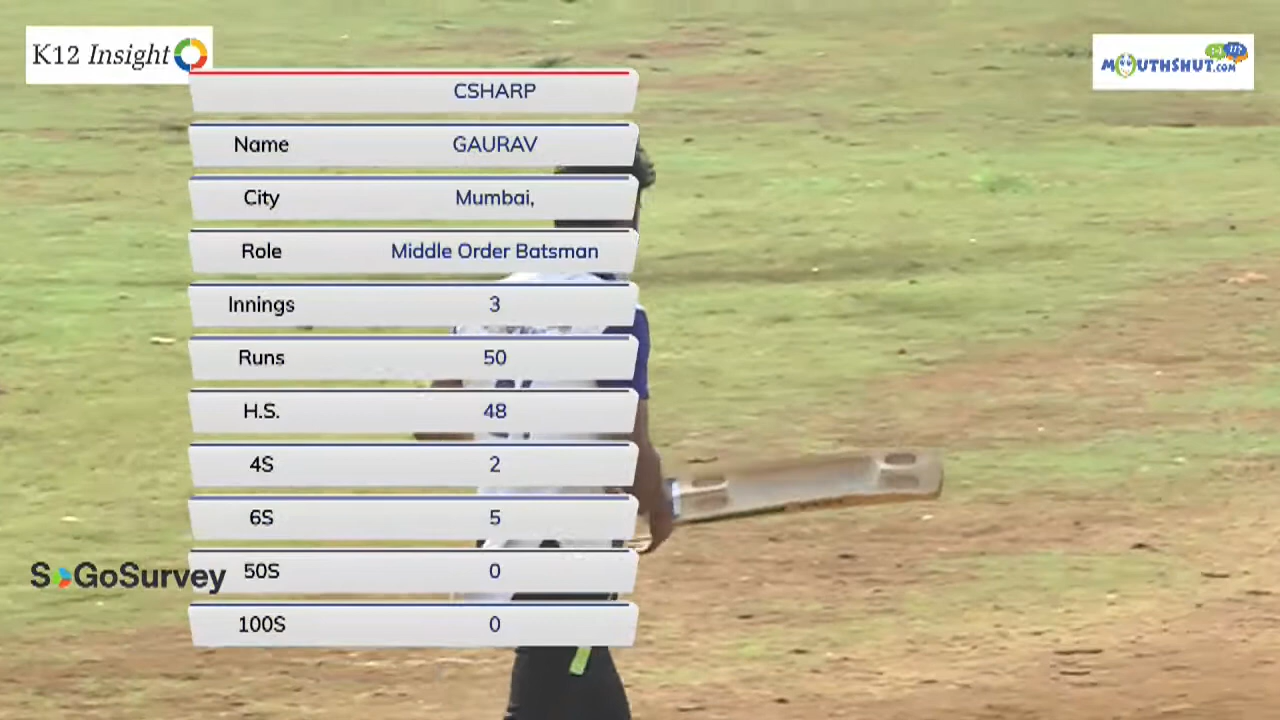 K12 Insight
MOUTHSHUT.COM
CSHARP
Name GAURAV
City Mumbai,
Role Middle Order Batsman
Innings 3
Runs 50
H.S. 48
4S 2
6S 5
SoGoSurvey
50S 0
100S 0